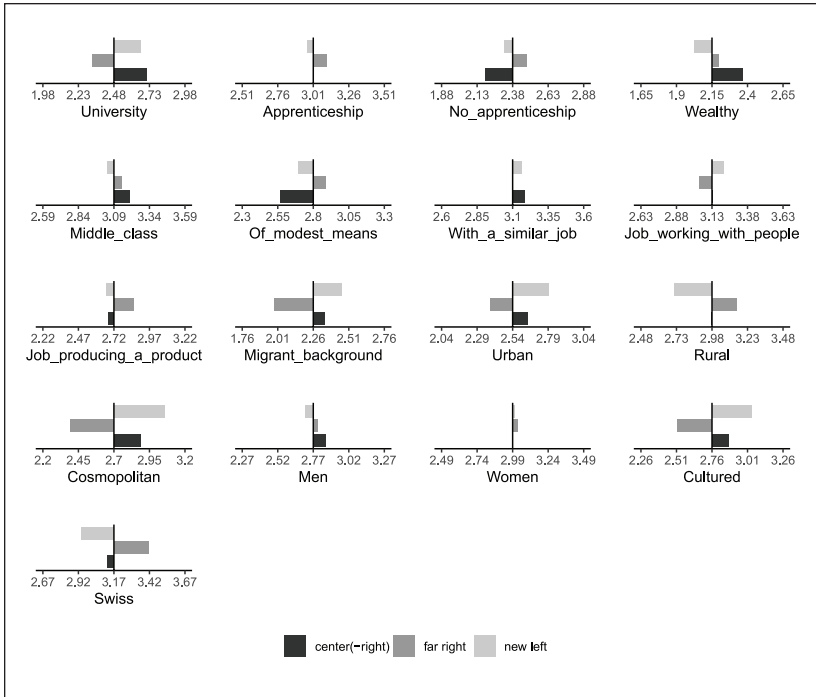 1.98 2.23 2.48 2.73 2.98
University
2.51 2.76 3.01 3.26 3.51
Apprenticeship
1.88 2.13 2.38 2.63 2.88
No_apprenticeship
1.65 1.9 2.15 2.4 2.65
Wealthy
2.59 2.84 3.09 3.34 3.59
Middle_class
2.3 2.55 2.8 3.05 3.3
Of_modest_means
2.6 2.85 3.1 3.35 3.6
With_a_similar_job
2.63 2.88 3.13 3.38 3.63
Job_working_with_people
2.22 2.47 2.72 2.97 3.22
Job_producing_a_product
1.76 2.01 2.26 2.51 2.76
Migrant_background
2.04 2.29 2.54 2.79 3.04
Urban
2.48 2.73 2.98 3.23 3.48
Rural
2.2 2.45 2.7 2.95 3.2
Cosmopolitan
2.27 2.52 2.77 3.02 3.27
Men
2.49 2.74 2.99 3.24 3.49
Women
2.26 2.51 2.76 3.01 3.26
Cultured
2.67 2.92 3.17 3.42 3.67
Swiss
center(−right) far right new left